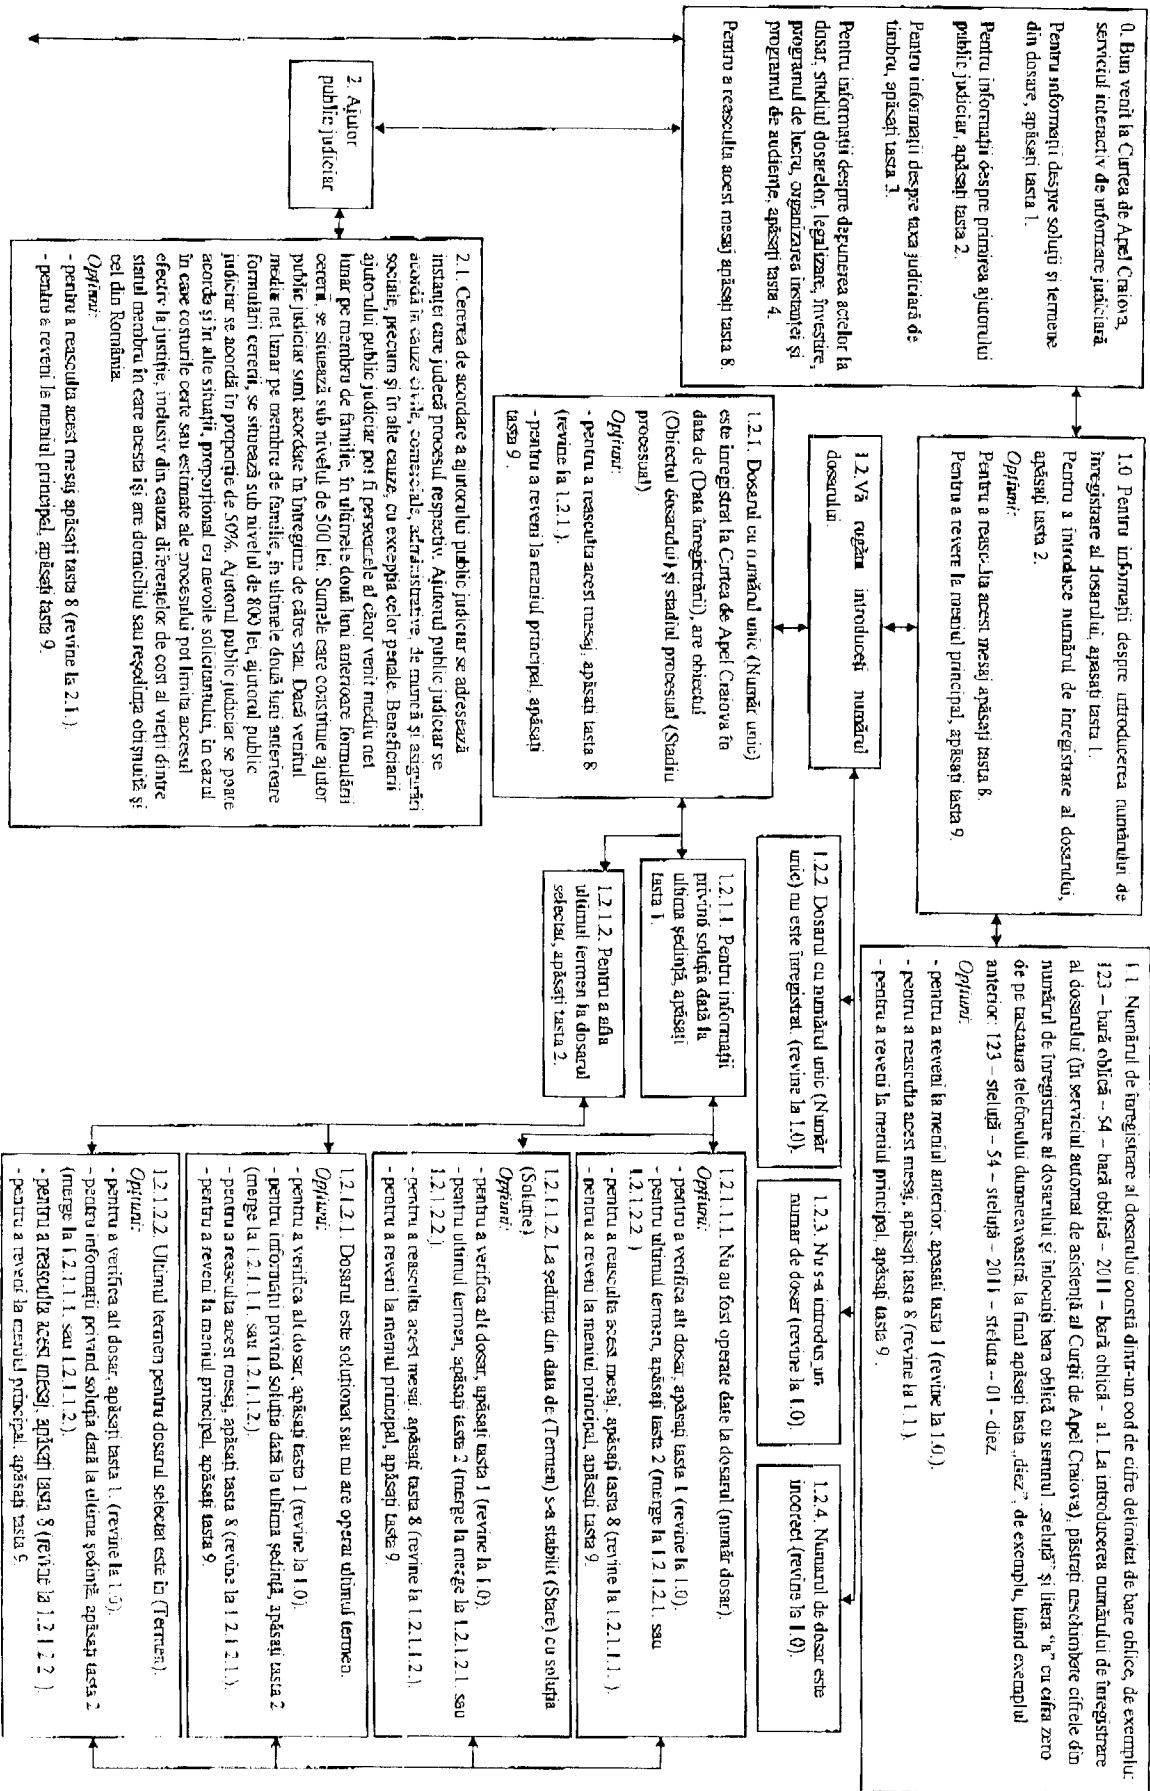 0. Bun venit la Curtea de Apel Craiova,
serviciul interactiv de informare judiciară
Pentru informații despre soluții și termene
din dosare, apăsați tasta 1.
Pentru informații despre primirea ajutorului
public judiciar, apăsați tasta 2.
Pentru informații despre taxa judiciară de
timbru, apăsați tasta 3.
Pentru informații despre depunerea actelor la
dosar, studiul dosarelor, legalizare, învestire,
programul de lucru, organizarea instanței și
programul de audiențe, apăsați tasta 4.
Pentru a reasculta acest mesaj apăsați tasta 8.
1.0 Pentru informații despre introducerea numărului de
înregistrare al dosarului, apasați tasta 1.
Pentru a introduce numărul de înregistrare al dosarului,
apăsați tasta 2.
Opțiuni:
Pentru a reasculta acest mesaj apăsați tasta 8.
Pentru a revere la meniul principal, apăsați tasta 9.
1.1. Numărul de înregistrare al dosarului constă dintr-un cod de cifre delimitat de bare oblice, de exemplu:
123 – bară oblică – 54 – bară oblică – 2011 – bară oblică - a1. La introducerea numărului de înregistrare
al dosarului (în serviciul automat de asistență al Curții de Apel Craiova), păstrați neschimbate cifrele din
numărul de înregistrare al dosarului și înlocuiți bara oblică cu semnul „steluță” și litera “a” cu cifra zero
de pe tastatura telefonului dumneavoastră, la final apăsați tasta „diez”, de exemplu, luând exemplul
anterior: 123 – steluță – 54 – steluță – 2011 – steluta – 01 - diez.
Opțiuni:
- pentru a reveni la meniul anterior, apasati tasta 1 (revine la 1.0.).
- pentru a reasculta acest mesaj, apăsați tasta 8 (revine la 1.1.).
- pentru a reveni la meniul principal, apăsați tasta 9 .
1.2. Vă rugăm introduceți numărul
dosarului.
1.2.1. Dosarul cu numărul unic (Număr unic)
este înregistrat la Curtea de Apel Craiova în
data de (Data înregistrării), are obiectul
(Obiectul dosarului) și stadiul procesual (Stadiu
procesual).
Opțiuni:
- pentru a reasculta acest mesaj, apăsați tasta 8
(revine la 1.2.1 ).
- pentru a reveni la meniul principal, apăsați
tasta 9 .
1.2.2. Dosarul cu numărul unic (Număr
unic) nu este înregistrat. (revine la 1.0).
1.2.3. Nu s-a introdus un
numar de dosar (revine la 1.0).
1.2.4. Numarul de dosar este
incorect (revine la 1.0).
1.2.1.1. Pentru informații
privind soluția dată la
ultima ședință, apăsați
tasta 1.
1.2.1.2. Pentru a afla
ultimul termen la dosarul
selectat, apăsați tasta 2.
1.2.1.1.1. Nu au fost operate date la dosarul (număr dosar).
Opțiuni:
- pentru a verifica alt dosar, apăsați tasta 1 (revine la 1.0).
- pentru ultimul termen, apăsați tasta 2 (merge la 1.2.1.2.1. sau
1.2.1.2.2. )
- pentru a reasculta acest mesaj, apăsați tasta 8 (revine la 1.2.1.1.1. ).
- pentru a reveni la meniul principal, apăsați tasta 9.
1.2.1.1.2. La ședința din data de (Termen) s-a stabilit (Stare) cu soluția
(Soluție)
Opțiuni:
- pentru a verifica alt dosar, apăsați tasta 1 (revine la 1.0).
- pentru ultimul termen, apăsați tasta 2 (merge la merge la 1.2.1.2.1. sau
1.2.1.2.2.)
- pentru a reasculta acest mesaj, apăsați tasta 8 (revine la 1.2.1.1.2.).
- pentru a reveni la meniul principal, apăsați tasta 9.
1.2.1.2.1. Dosarul este soluționat sau nu are operat ultimul termen.
Opțiuni:
- pentru a verifica alt dosar, apăsați tasta 1 (revine la 1.0).
- pentru informații privind soluția dată la ultima ședință, apăsați tasta 2
(merge la 1.2.1.1.1. sau 1.2.1.1.2.).
- pentru a reasculta acest mesaj, apăsați tasta 8 (revine la 1.2.1.2.1.).
- pentru a reveni la meniul principal, apăsați tasta 9.
1.2.1.2.2. Ultimul termen pentru dosarul selectat este în (Termen).
Opțiuni:
- pentru a verifica alt dosar, apăsați tasta 1. (revine la 1.0).
- pentru informații privind soluția dată la ultima ședință, apăsați tasta 2
(merge la 1.2.1.1.1. sau 1.2.1.1.2.).
- pentru a reasculta acest mesaj, apăsați tasta 8 (revine la 1.2.1.2.2. ).
- pentru a reveni la meniul principal, apăsați tasta 9.
2. Ajutor
public judiciar
2.1. Cererea de acordare a ajutorului public judiciar se adresează
instanței care judecă procesul respectiv. Ajutorul public judiciar se
acordă în cauze civile, comerciale, administrative, de muncă și asigurări
sociale, precum și în alte cauze, cu excepția celor penale. Beneficiarii
ajutorului public judiciar pot fi persoanele al căror venit mediu net
lunar pe membru de familie, în ultimele două luni anterioare formulării
cererii, se situează sub nivelul de 500 lei. Sumele care constituie ajutor
public judiciar sunt acordate în întregime de către stat. Dacă venitul
mediu net lunar pe membru de familie, în ultimele două luni anterioare
formulării cererii, se situează sub nivelul de 800 lei, ajutorul public
judiciar se acordă în proporție de 50%. Ajutorul public judiciar se poate
acorda și în alte situații, proporțional cu nevoile solicitantului, în cazul
în care costurile certe sau estimate ale procesului pot limita accesul
efectiv la justiție, inclusiv din cauza diferențelor de cost al vieții dintre
statul membru în care acesta își are domiciliul sau reședința obișnuită și
cel din România.
Opțiuni:
- pentru a reasculta acest mesaj apăsați tasta 8 (revine la 2.1.).
- pentru a reveni la meniul principal, apăsați tasta 9.